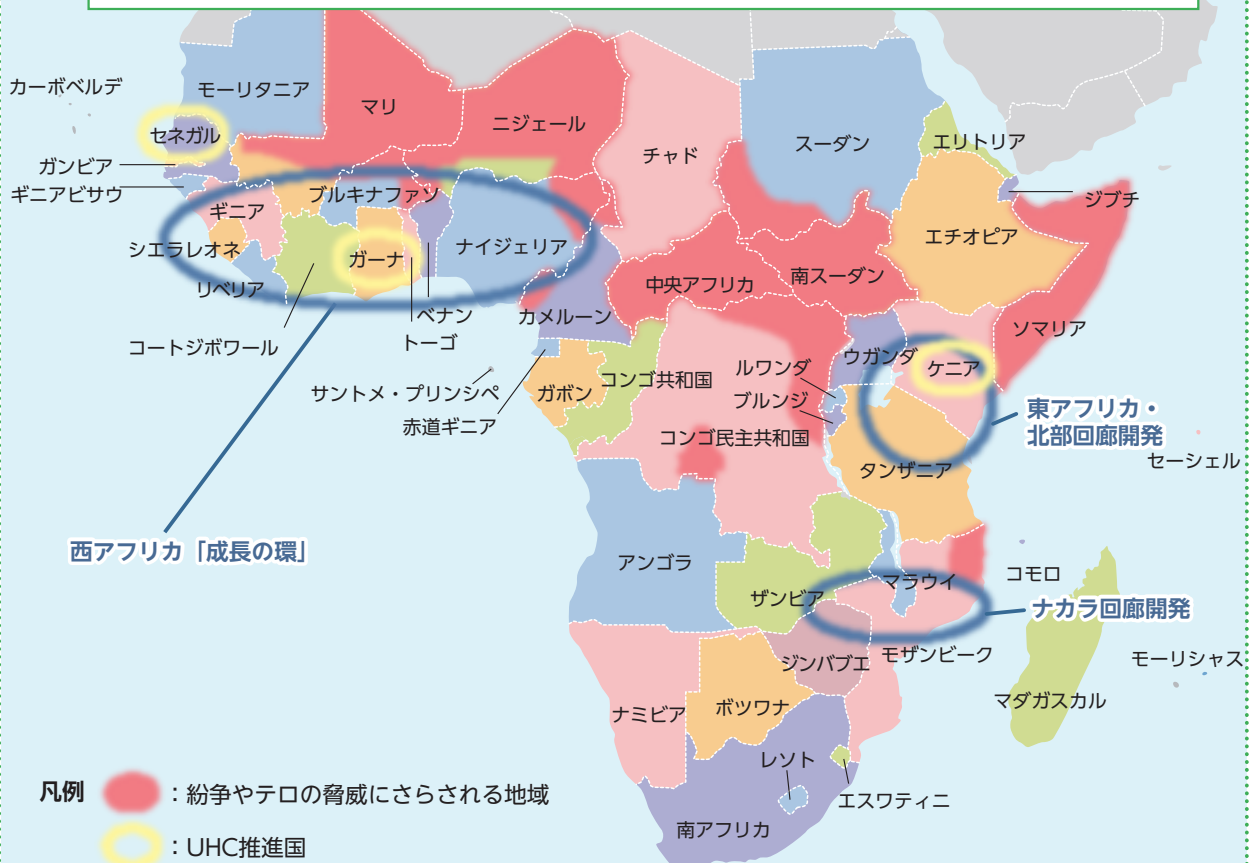 カーボベルデ
モーリタニア
マリ
ニジェール
チャド
スーダン
エリトリア
セネガル
ガンビア
ギニアビサウ
ジブチ
ブルキナファソ
ギニア
シエラレオネ
ガーナ
ナイジェリア
エチオピア
中央アフリカ
南スーダン
リベリア
ベナン
カメルーン
ソマリア
コートジボワール
トーゴ
ウガンダ
ケニア
ルワンダ
サントメ・プリンシペ
ガボン
コンゴ共和国
ブルンジ
赤道ギニア
コンゴ民主共和国
東アフリカ・
北部回廊開発
タンザニア
セーシェル
西アフリカ「成長の環」
アンゴラ
ザンビア
マラウイ
コモロ
ナカラ回廊開発
ジンバブエ
モザンビーク
モーリシャス
ナミビア
ボツワナ
マダガスカル
レソト
エスワティニ
南アフリカ
凡例
:紛争やテロの脅威にさらされる地域
:UHC推進国